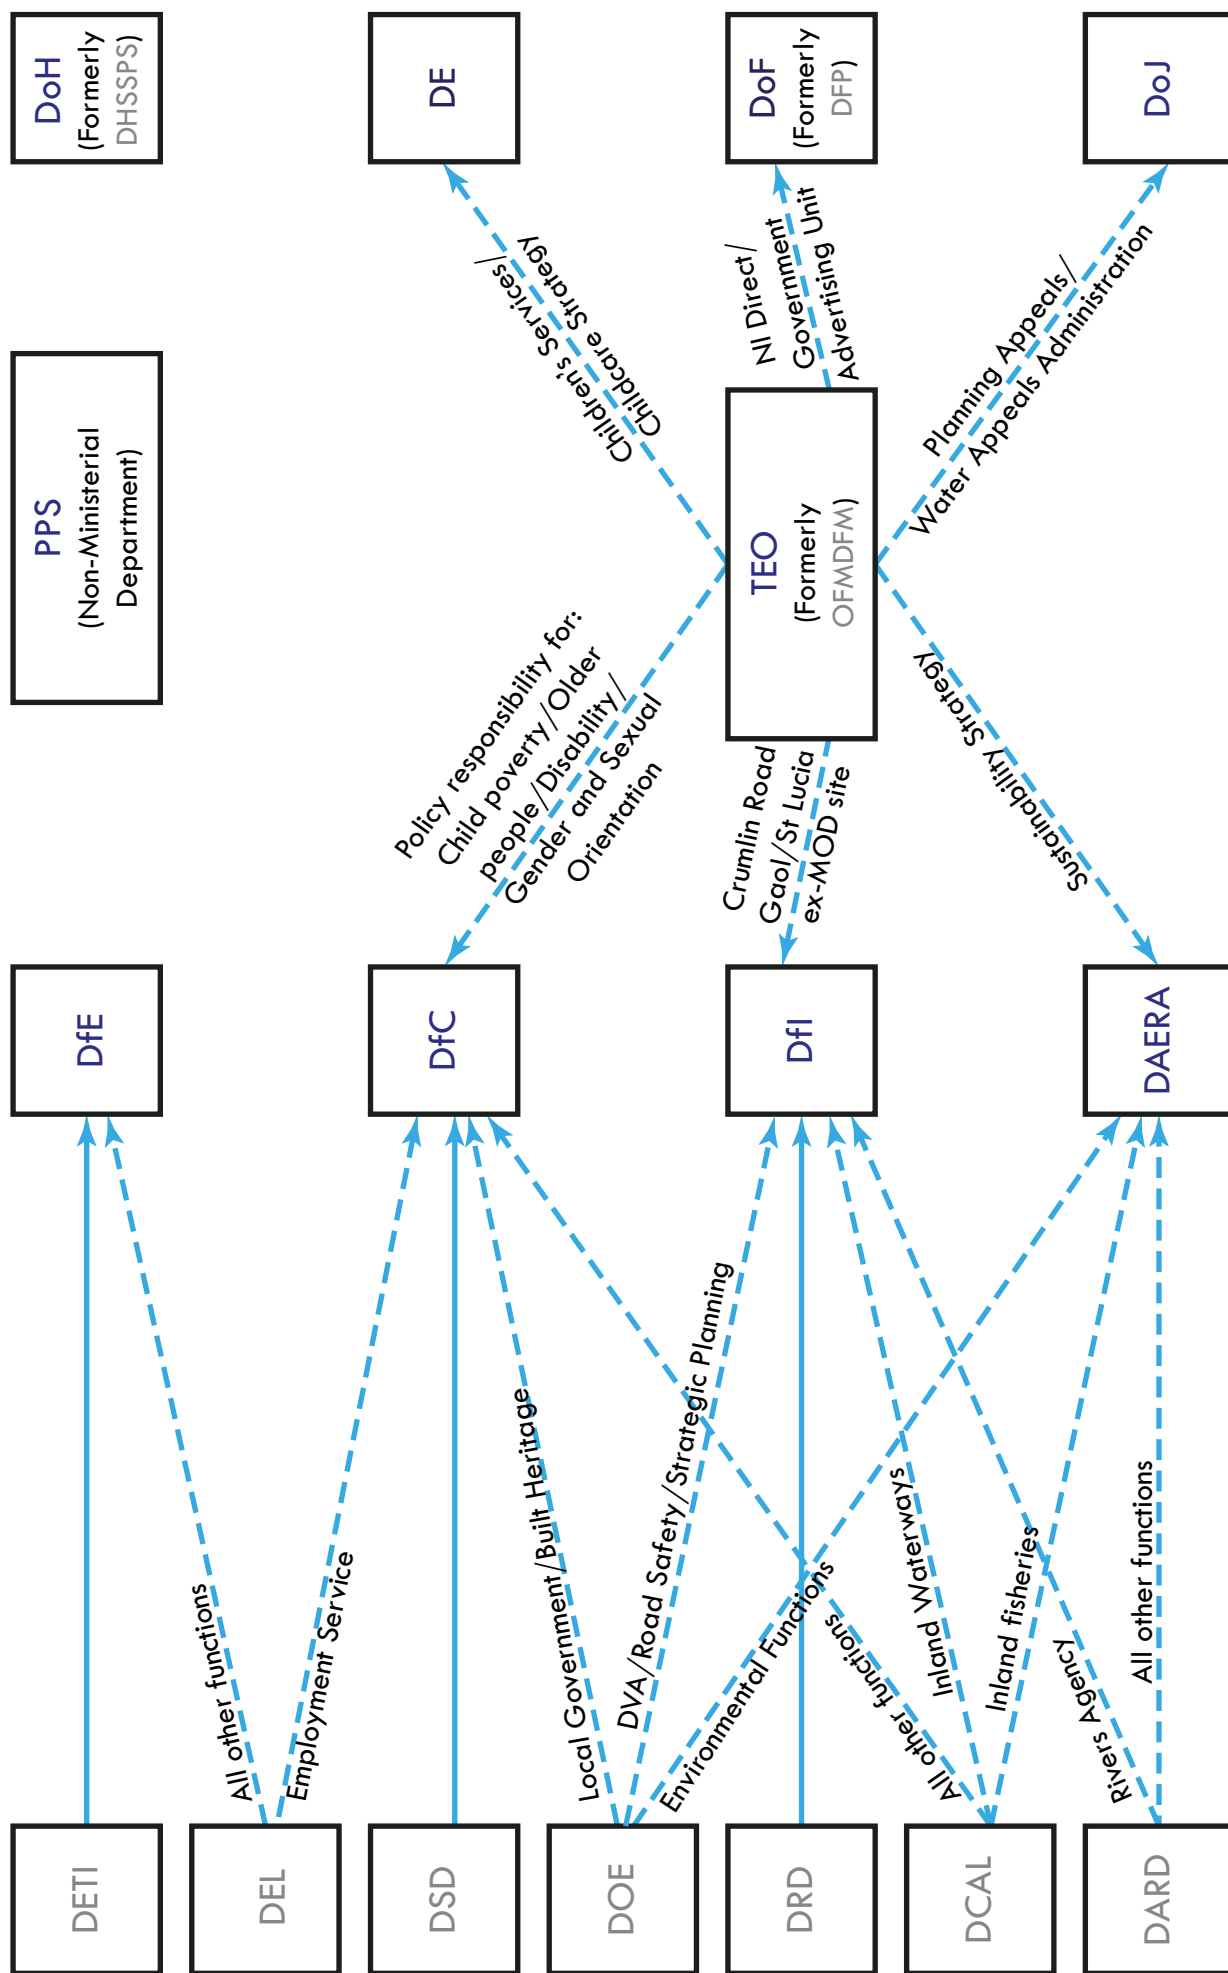 DETI
DEL
DSD
DOE
DRD
DCAL
DARD
All other functions
Employment Service
Local Government/Built Heritage
DVA/Road Safety/Strategic Planning
Environmental Functions
All other functions
Inland Waterways
Inland fisheries
Rivers Agency
All other functions
DfE
DfC
DfI
DAERA
Policy responsibility for:
Child poverty/Older
people/Disability/
Gender and Sexual
Orientation
Crumlin Road
Gaol/St Lucia
ex-MOD site
Sustainability Strategy
PPS
(Non-Ministerial
Department)
TEO
(Formerly
OFMDFM)
Children's Services/
Childcare Strategy
NI Direct/
Government
Advertising Unit
Planning Appeals/
Water Appeals Administration
DoH
(Formerly
DHSSPS)
DE
DoF
(Formerly
DFP)
DoJ